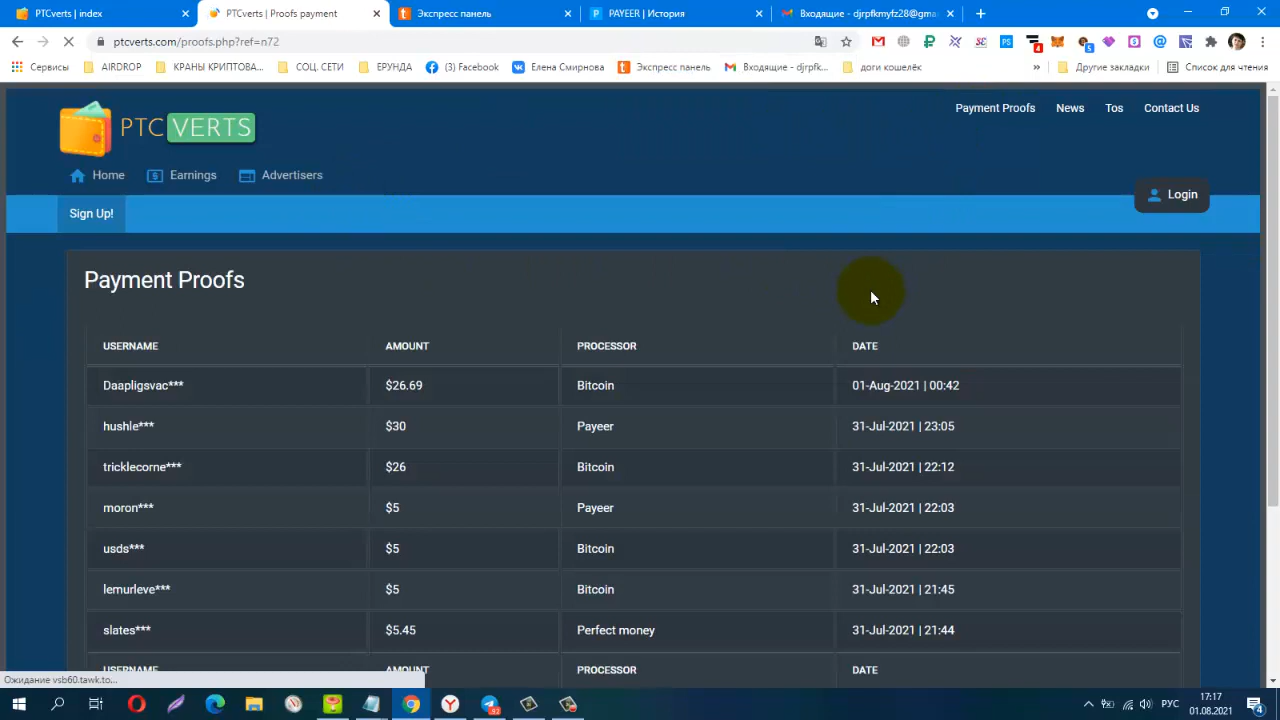 PTCverts | index
PTCverts | Proofs payment
Экспресс панель
PAYEER | История
Входящие - djrpfkmyfz28@gma
ptcverts.com/proofs.php?ref=n72
Сервисы
AIRDROP
КРАНЫ КРИПТОВА...
СОЦ. СЕТИ
ЕРУНДА
(3) Facebook
Елена Смирнова
Экспресс панель
Входящие - djrpfk...
доги кошелёк
»
Другие закладки
Список для чтения
PTC VERTS
Payment Proofs
News
Tos
Contact Us
Home
Earnings
Advertisers
Login
Sign Up!
Payment Proofs
USERNAME AMOUNT PROCESSOR DATE
Daapligsvac*** $26.69 Bitcoin 01-Aug-2021 | 00:42
hushle*** $30 Payeer 31-Jul-2021 | 23:05
tricklecorne*** $26 Bitcoin 31-Jul-2021 | 22:12
moron*** $5 Payeer 31-Jul-2021 | 22:03
usds*** $5 Bitcoin 31-Jul-2021 | 22:03
lemurleve*** $5 Bitcoin 31-Jul-2021 | 21:45
slates*** $5.45 Perfect money 31-Jul-2021 | 21:44
USERNAME AMOUNT PROCESSOR DATE
Ожидание vsb60.tawk.to...
РУС
17:17
01.08.2021